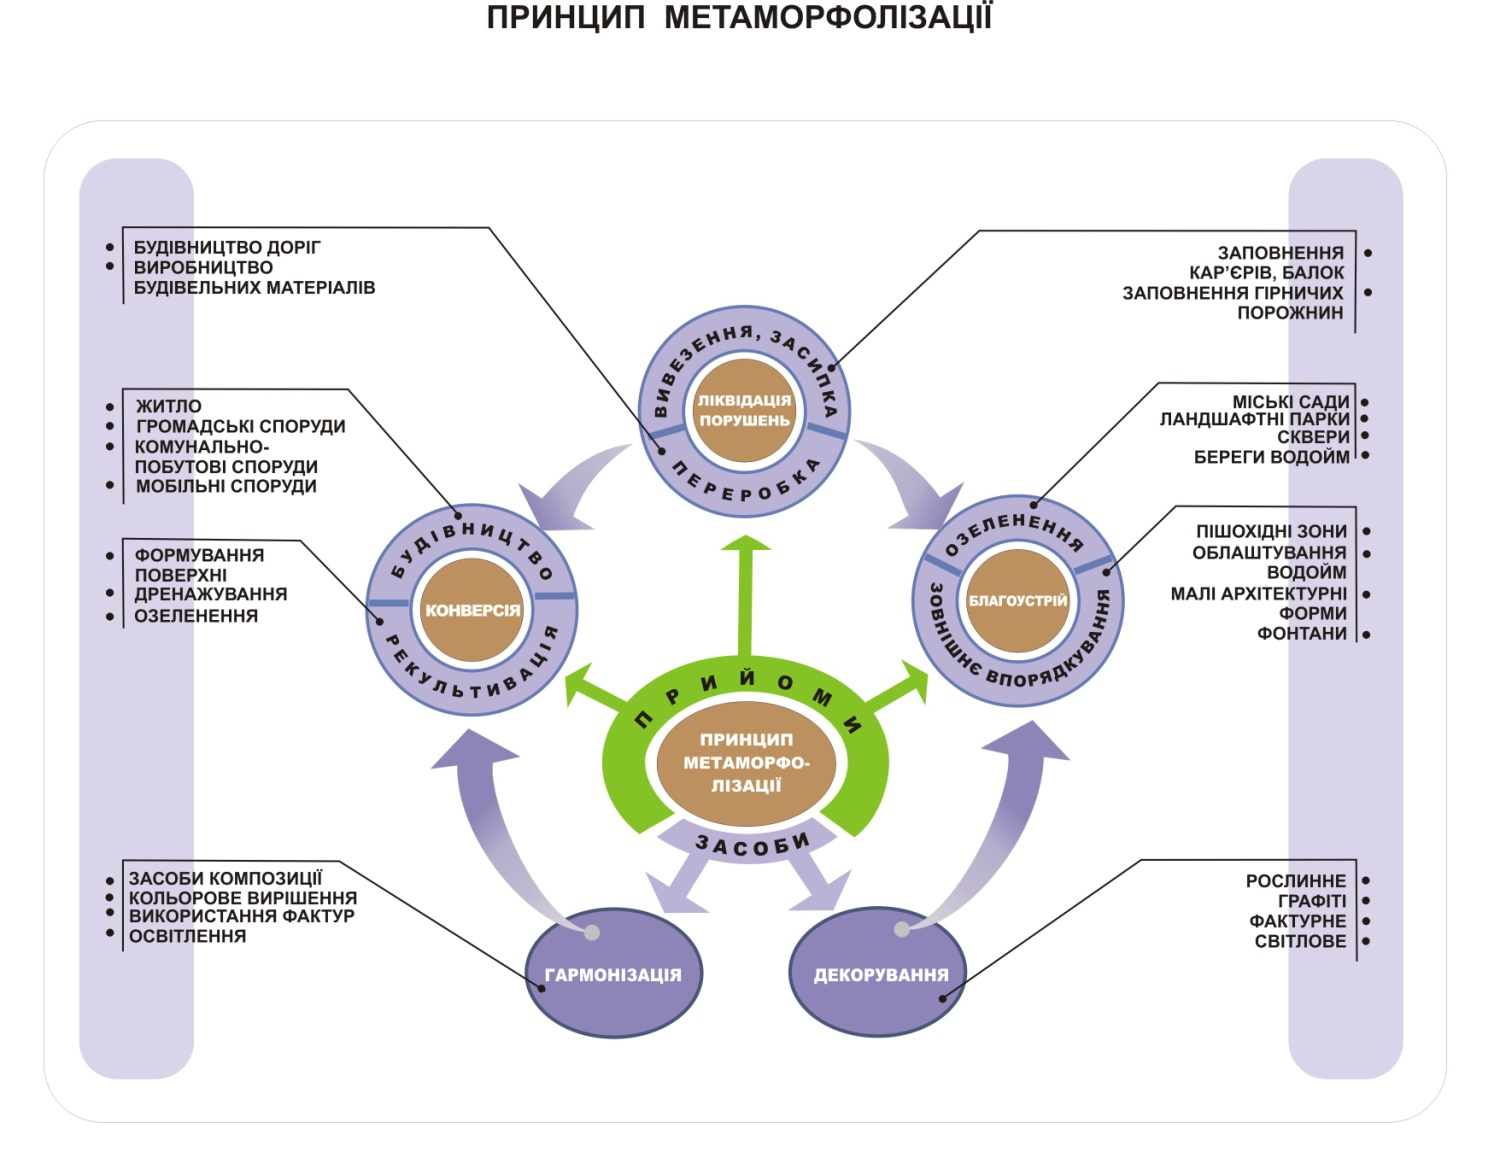 ПРИНЦИП МЕТАМОРФОЛІЗАЦІЇ
БУДІВНИЦТВО ДОРІГ
ВИРОБНИЦТВО
БУДІВЕЛЬНИХ МАТЕРІАЛІВ
ЗАПОВНЕННЯ
КАР’ЄРІВ, БАЛОК
ЗАПОВНЕННЯ ГІРНИЧИХ
ПОРОЖНИН
ВИВЕЗЕННЯ, ЗАСИПКА
ЛІКВІДАЦІЯ
ПОРУШЕНЬ
ПЕРЕРОБКА
ЖИТЛО
ГРОМАДСЬКІ СПОРУДИ
КОМУНАЛЬНО-
ПОБУТОВІ СПОРУДИ
МОБІЛЬНІ СПОРУДИ
МІСЬКІ САДИ
ЛАНДШАФТНІ ПАРКИ
СКВЕРИ
БЕРЕГИ ВОДОЙМ
ФОРМУВАННЯ
ПОВЕРХНІ
ДРЕНАЖУВАННЯ
ОЗЕЛЕНЕННЯ
БУДІВНИЦТВО
КОНВЕРСІЯ
РЕКУЛЬТИВАЦІЯ
ОЗЕЛЕНЕННЯ
БЛАГОУСТРІЙ
ЗОВНІШНЄ ВПОРЯДКУВАННЯ
ПІШОХІДНІ ЗОНИ
ОБЛАШТУВАННЯ
ВОДОЙМ
МАЛІ АРХІТЕКТУРНІ
ФОРМИ
ФОНТАНИ
ПРИЙОМИ
ПРИНЦИП
МЕТАМОРФО-
ЛІЗАЦІЇ
ЗАСОБИ
ЗАСОБИ КОМПОЗИЦІЇ
КОЛЬОРОВЕ ВИРІШЕННЯ
ВИКОРИСТАННЯ ФАКТУР
ОСВІТЛЕННЯ
ГАРМОНІЗАЦІЯ
ДЕКОРУВАННЯ
РОСЛИННЕ
ГРАФІТІ
ФАКТУРНЕ
СВІТЛОВЕ